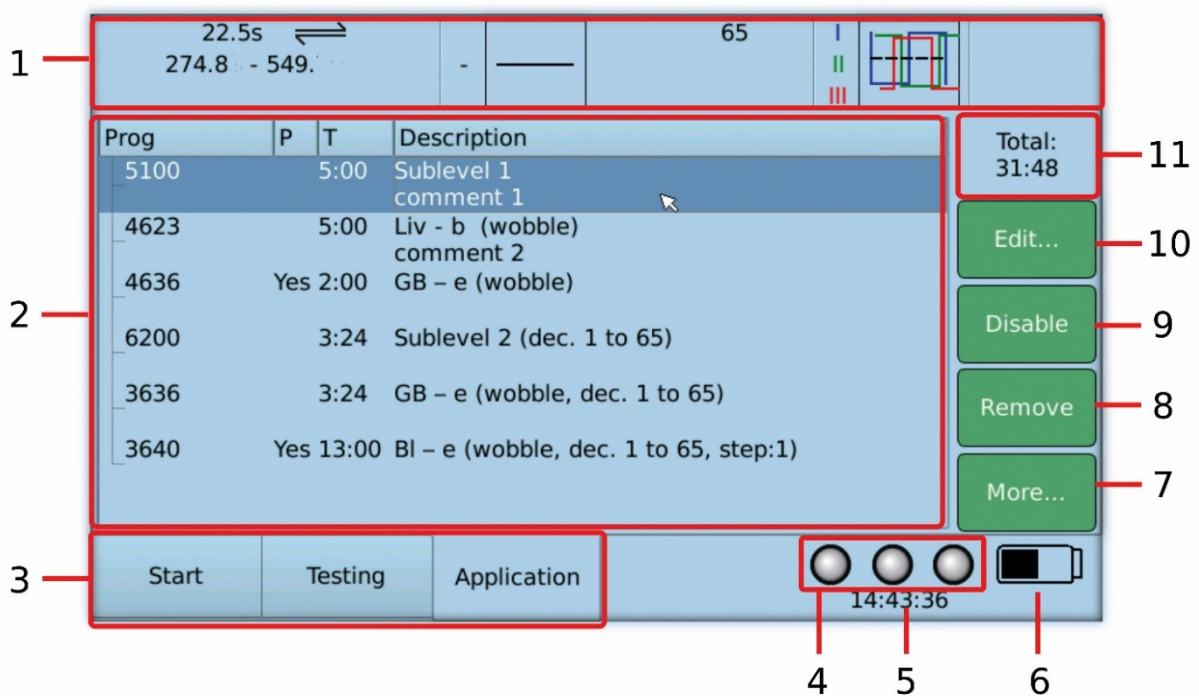 22.5s 65 I
274.8 - 549. - II
III
1
Prog P T Description
5100 5:00 Sublevel 1
comment 1
4623 5:00 Liv - b (wobble)
comment 2
4636 Yes 2:00 GB – e (wobble)
6200 3:24 Sublevel 2 (dec. 1 to 65)
3636 3:24 GB – e (wobble, dec. 1 to 65)
3640 Yes 13:00 Bl – e (wobble, dec. 1 to 65, step:1)
2
Total:
31:48
11
Edit...
10
Disable
9
Remove
8
More...
7
3
Start Testing Application
14:43:36
4 5 6